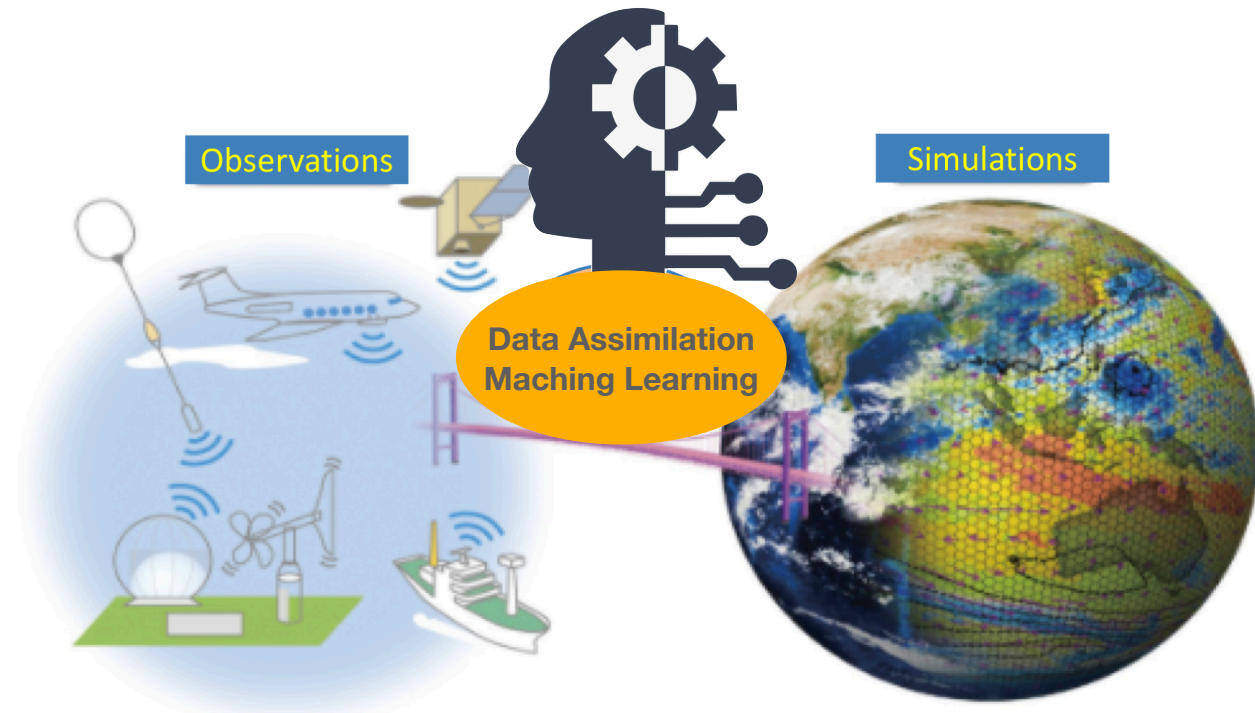 Observations
Simulations
Data Assimilation
Maching Learning